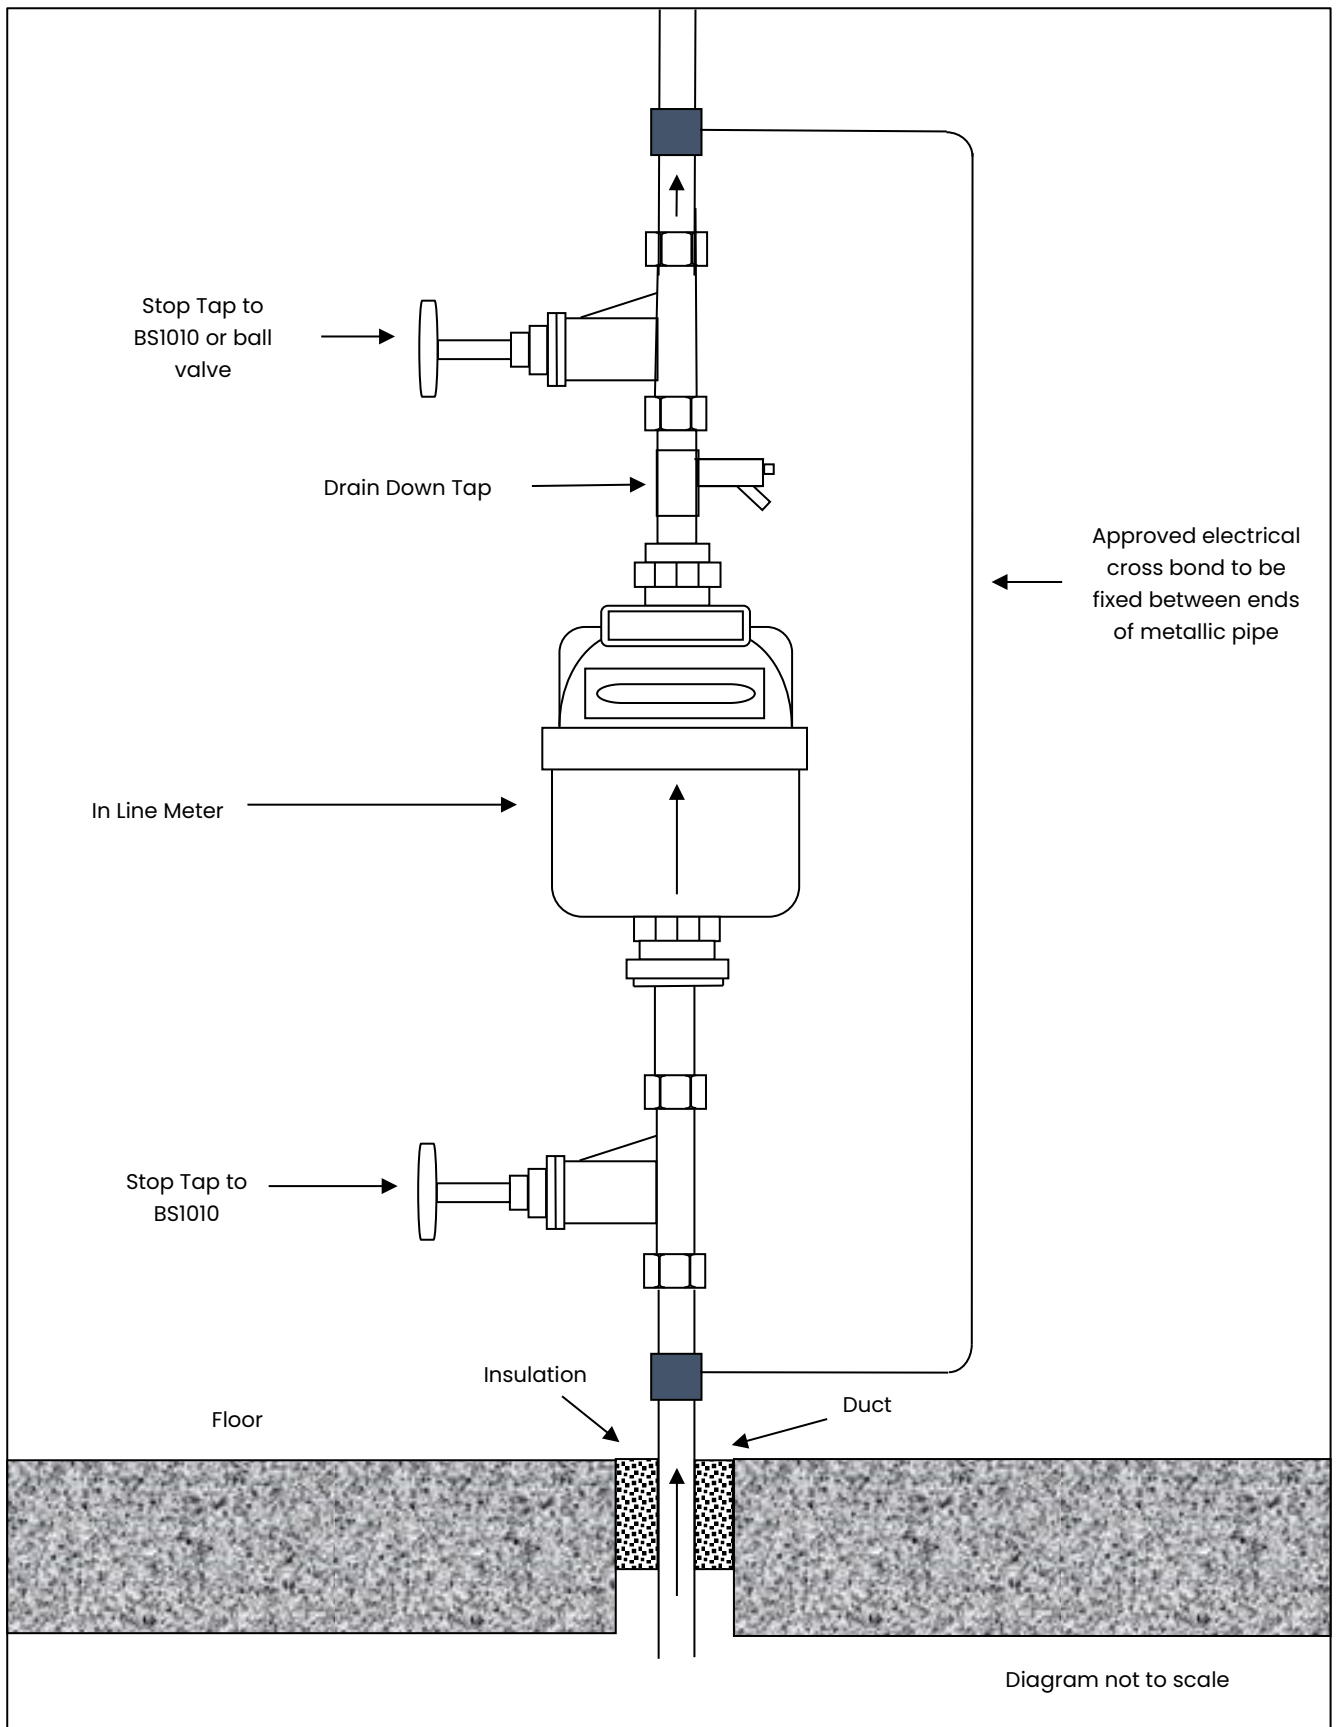 Stop Tap to
BS1010 or ball
valve
Drain Down Tap
Approved electrical
cross bond to be
fixed between ends
of metallic pipe
In Line Meter
Stop Tap to
BS1010
Insulation
Duct
Floor
Diagram not to scale